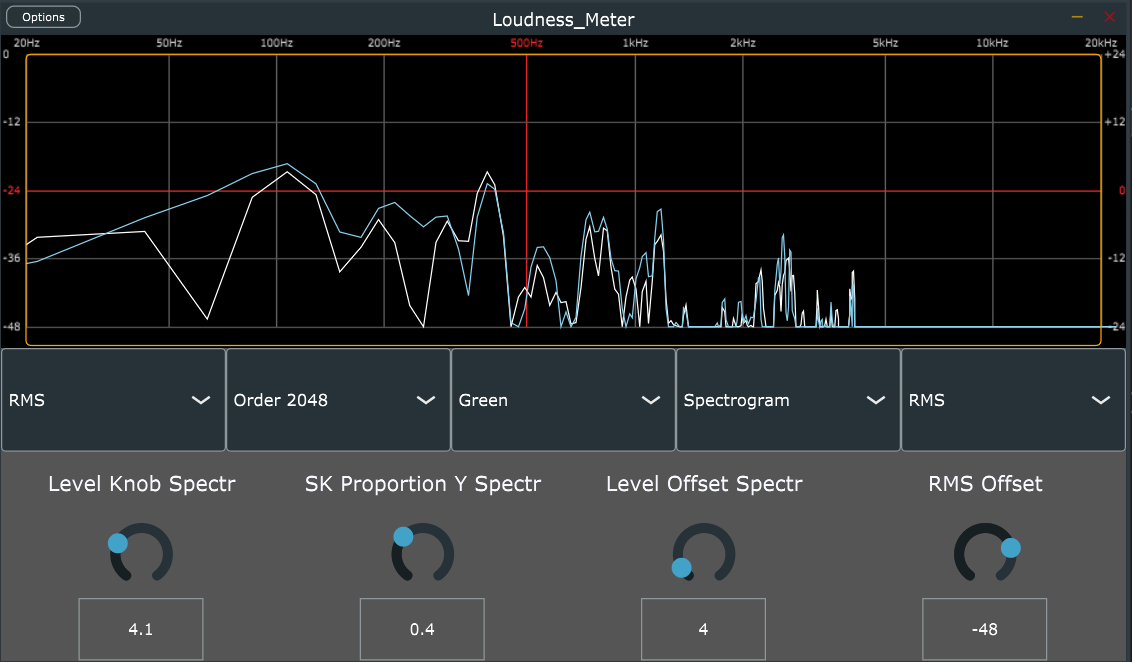 Options
Loudness_Meter
20Hz 50Hz 100Hz 200Hz 500Hz 1kHz 2kHz 5kHz 10kHz 20kHz
0 +24
-12 +12
-24 0
-36 -12
-48 -24
RMS Order 2048 Green Spectrogram RMS
Level Knob Spectr SK Proportion Y Spectr Level Offset Spectr RMS Offset
4.1 0.4 4 -48